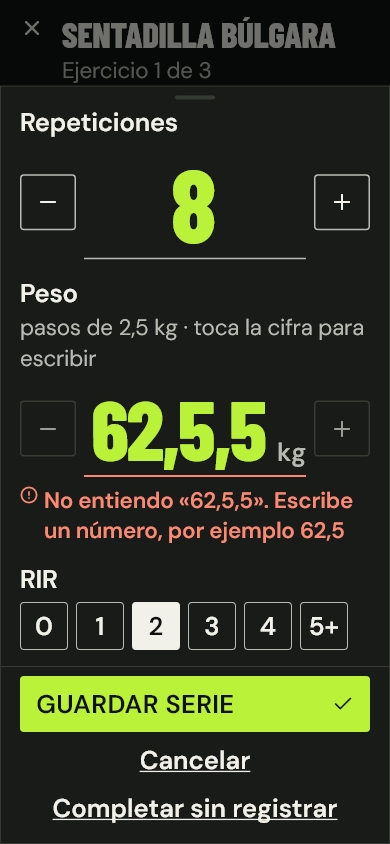 SENTADILLA BÚLGARA
Ejercicio 1 de 3
Repeticiones
− 8 +
Peso
pasos de 2,5 kg · toca la cifra para
escribir
− 62,5,5 kg +
No entiendo «62,5,5». Escribe
un número, por ejemplo 62,5
RIR
0 1 2 3 4 5+
GUARDAR SERIE
Cancelar
Completar sin registrar